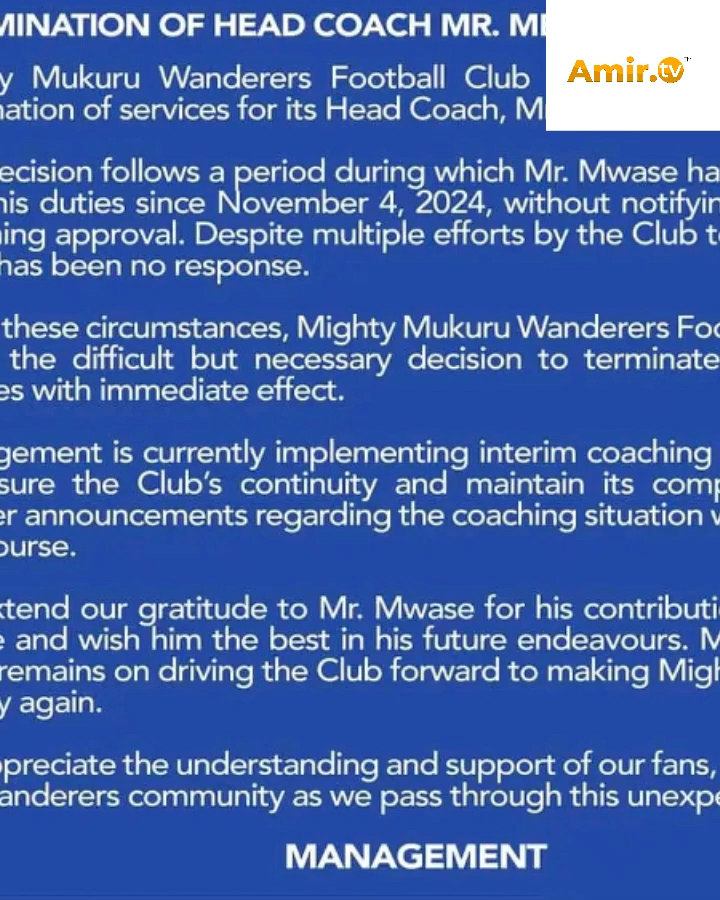 MINATION OF HEAD COACH MR. ME
Amir.tv
y Mukuru Wanderers Football Club
nation of services for its Head Coach, M
ecision follows a period during which Mr. Mwase ha
his duties since November 4, 2024, without notifyin
ing approval. Despite multiple efforts by the Club t
has been no response.
these circumstances, Mighty Mukuru Wanderers Foo
the difficult but necessary decision to terminate
es with immediate effect.
gement is currently implementing interim coaching
sure the Club's continuity and maintain its comp
er announcements regarding the coaching situation w
ourse.
xtend our gratitude to Mr. Mwase for his contributi
e and wish him the best in his future endeavours. M
remains on driving the Club forward to making Migh
y again.
ppreciate the understanding and support of our fans,
anderers community as we pass through this unexpe
MANAGEMENT